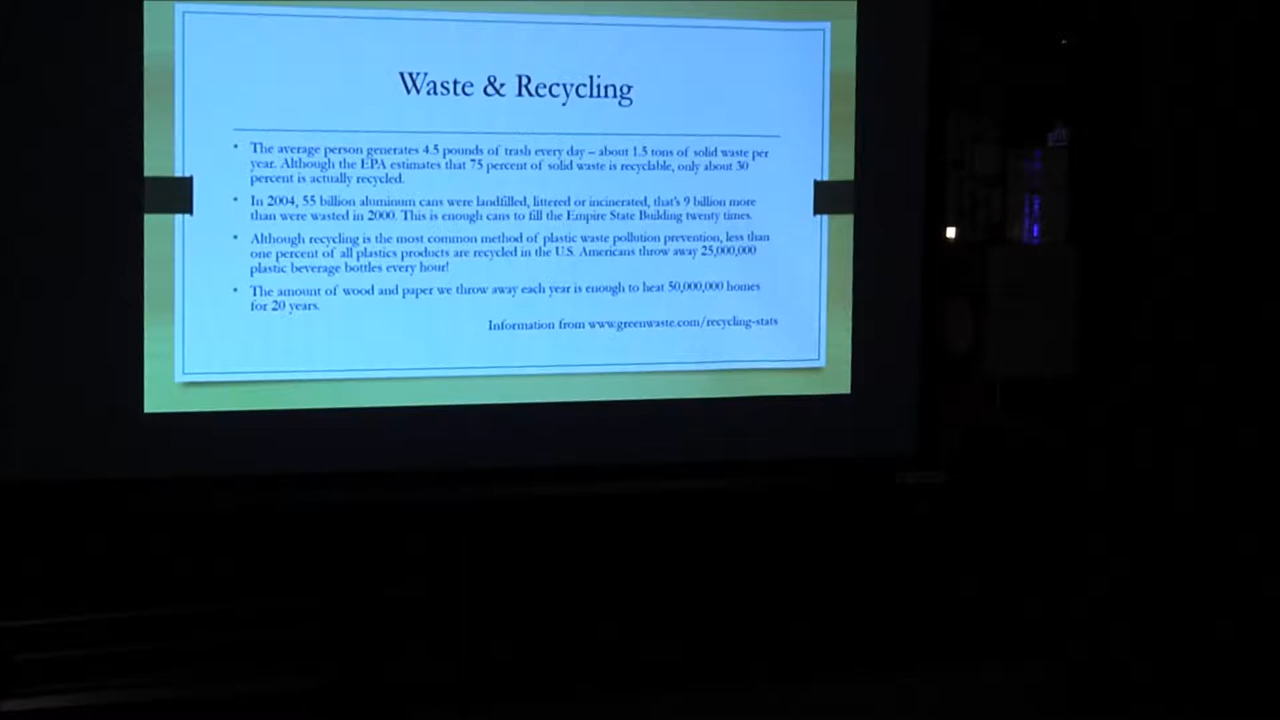 Waste & Recycling
• The average person generates 4.5 pounds of trash every day – about 1.5 tons of solid waste per
year. Although the EPA estimates that 75 percent of solid waste is recyclable, only about 30
percent is actually recycled.
• In 2004, 55 billion aluminum cans were landfilled, littered or incinerated, that's 9 billion more
than were wasted in 2000. This is enough cans to fill the Empire State Building twenty times.
• Although recycling is the most common method of plastic waste pollution prevention, less than
one percent of all plastics products are recycled in the U.S. Americans throw away 25,000,000
plastic beverage bottles every hour!
• The amount of wood and paper we throw away each year is enough to heat 50,000,000 homes
for 20 years.
Information from www.greenwaste.com/recycling-stats